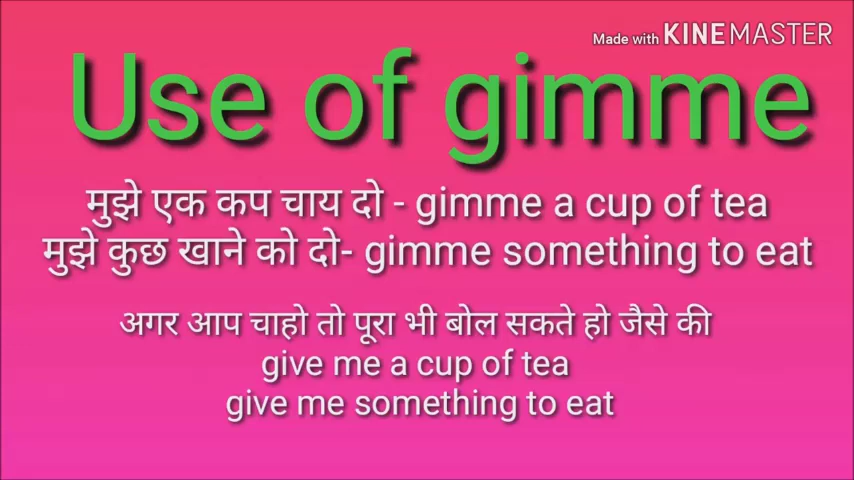 Made with KINEMASTER
Use of gimme
मुझे एक कप चाय दो - gimme a cup of tea
मुझे कुछ खाने को दो- gimme something to eat
अगर आप चाहो तो पूरा भी बोल सकते हो जैसे की
give me a cup of tea
give me something to eat